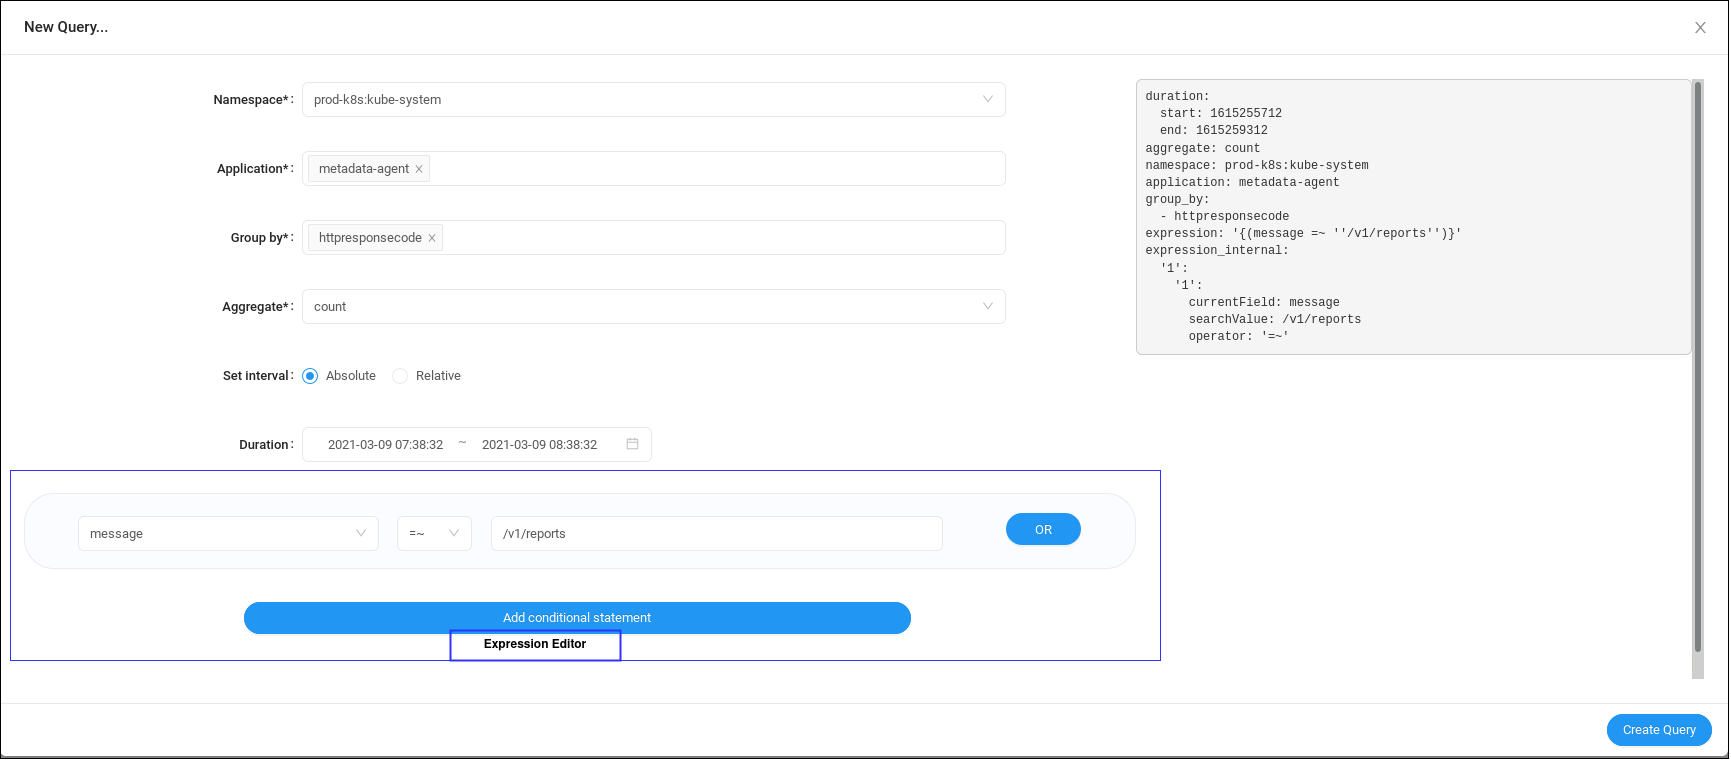 New Query...
Namespace* : prod-k8s:kube-system
Application* : metadata-agent
Group by* : httpresponsecode
Aggregate* : count
Set interval : Absolute Relative
Duration : 2021-03-09 07:38:32 ~ 2021-03-09 08:38:32
message =~ /v1/reports OR
Add conditional statement
Expression Editor
duration:
  start: 1615255712
  end: 1615259312
aggregate: count
namespace: prod-k8s:kube-system
application: metadata-agent
group_by:
  - httpresponsecode
expression: '{(message =~ ''/v1/reports'')}'
expression_internal:
  '1':
    '1':
      currentField: message
      searchValue: /v1/reports
      operator: '=~'
Create Query